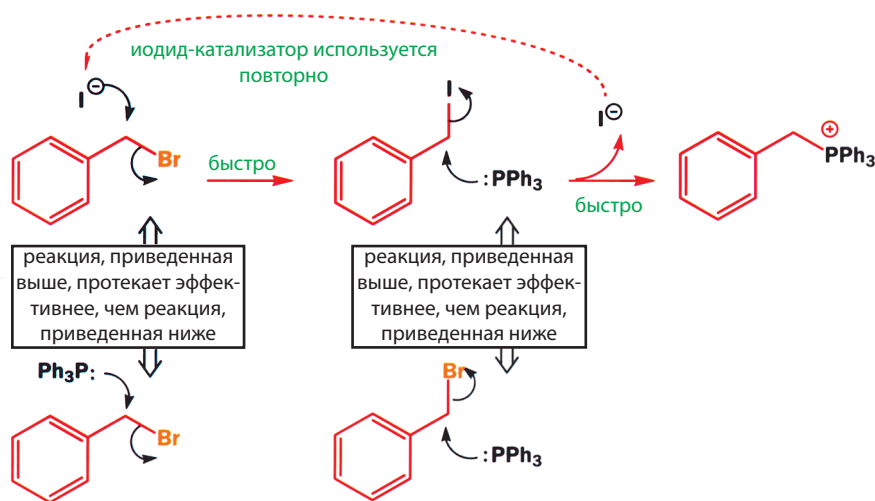 иодид-катализатор используется
повторно
I⊖
I
I⊖
Br
быстро
:PPh3
быстро
⊕
PPh3
реакция, приведенная
выше, протекает эффек-
тивнее, чем реакция,
приведенная ниже
реакция, приведенная
выше, протекает эффек-
тивнее, чем реакция,
приведенная ниже
Ph3P:
Br
Br
:PPh3